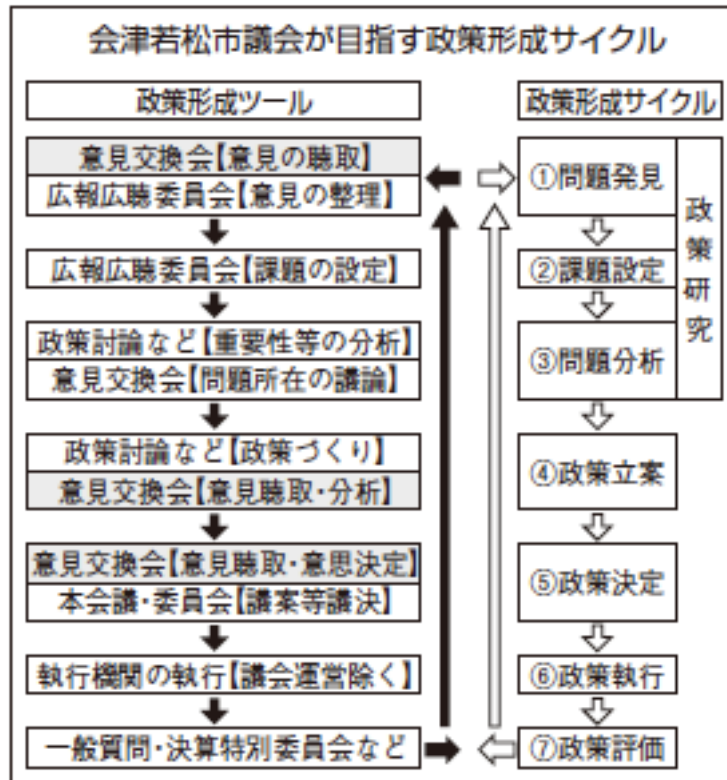 会津若松市議会が目指す政策形成サイクル
政策形成ツール
意見交換会【意見の聴取】
広報広聴委員会【意見の整理】
広報広聴委員会【課題の設定】
政策討論など【重要性等の分析】
意見交換会【問題所在の議論】
政策討論など【政策づくり】
意見交換会【意見聴取・分析】
意見交換会【意見聴取・意思決定】
本会議・委員会【議案等議決】
執行機関の執行【議会運営除く】
一般質問・決算特別委員会など
政策形成サイクル
①問題発見
②課題設定
③問題分析
政策研究
④政策立案
⑤政策決定
⑥政策執行
⑦政策評価